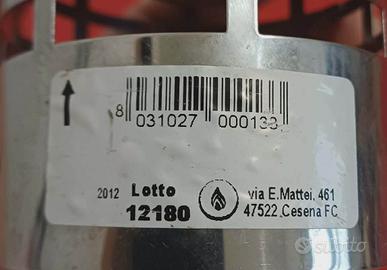 8 031027 000133
2012 Lotto via E.Mattei, 461
12180 47522 Cesena FC
subito